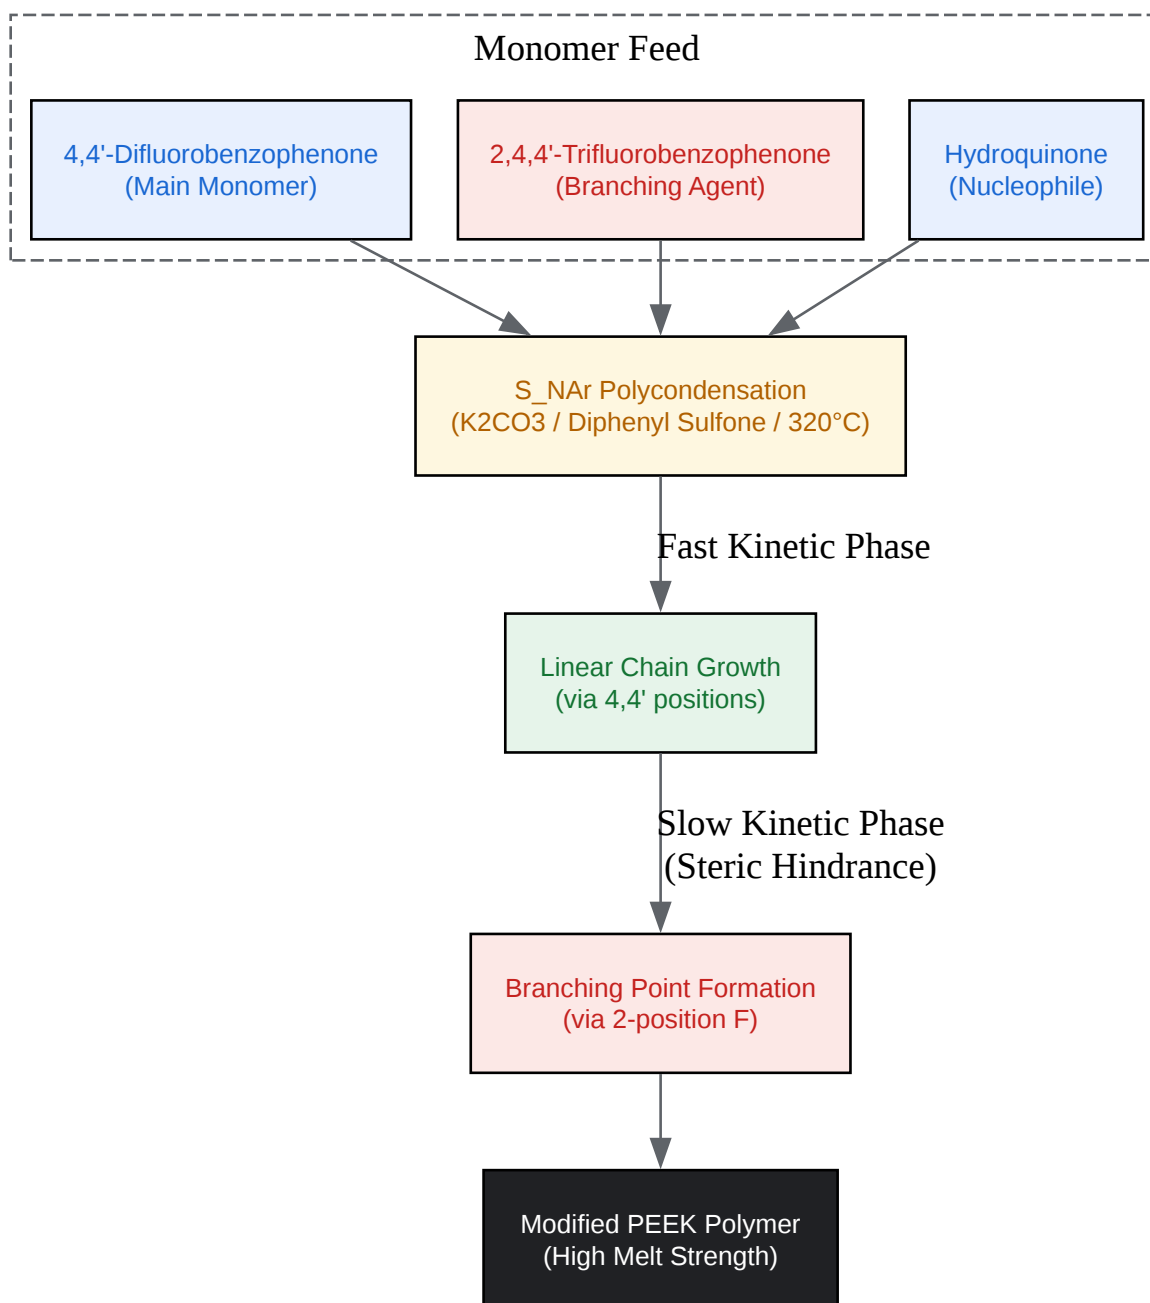 Monomer Feed
4,4'-Difluorobenzophenone
(Main Monomer)
2,4,4'-Trifluorobenzophenone
(Branching Agent)
Hydroquinone
(Nucleophile)
S_NAr Polycondensation
(K2CO3 / Diphenyl Sulfone / 320°C)
Fast Kinetic Phase
Linear Chain Growth
(via 4,4' positions)
Slow Kinetic Phase
(Steric Hindrance)
Branching Point Formation
(via 2-position F)
Modified PEEK Polymer
(High Melt Strength)